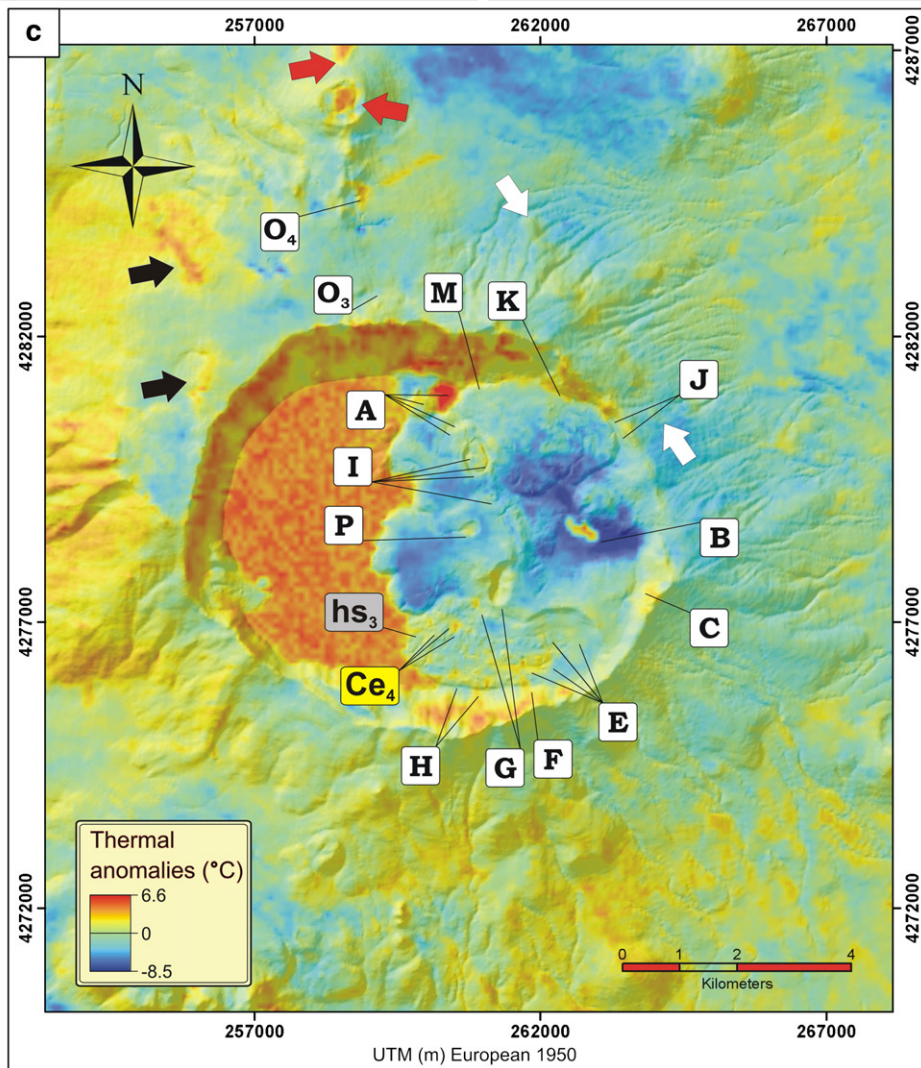 c
257000 262000 267000
N
4287000
O4
O3 M K
4282000 4282000
J
A
I
P
B
4277000 hs3 4277000
C
Ce4
E
H G F
Thermal
anomalies (°C)
6.6
0
-8.5
4272000 4272000
0 1 2 4
Kilometers
257000 262000 267000
UTM (m) European 1950